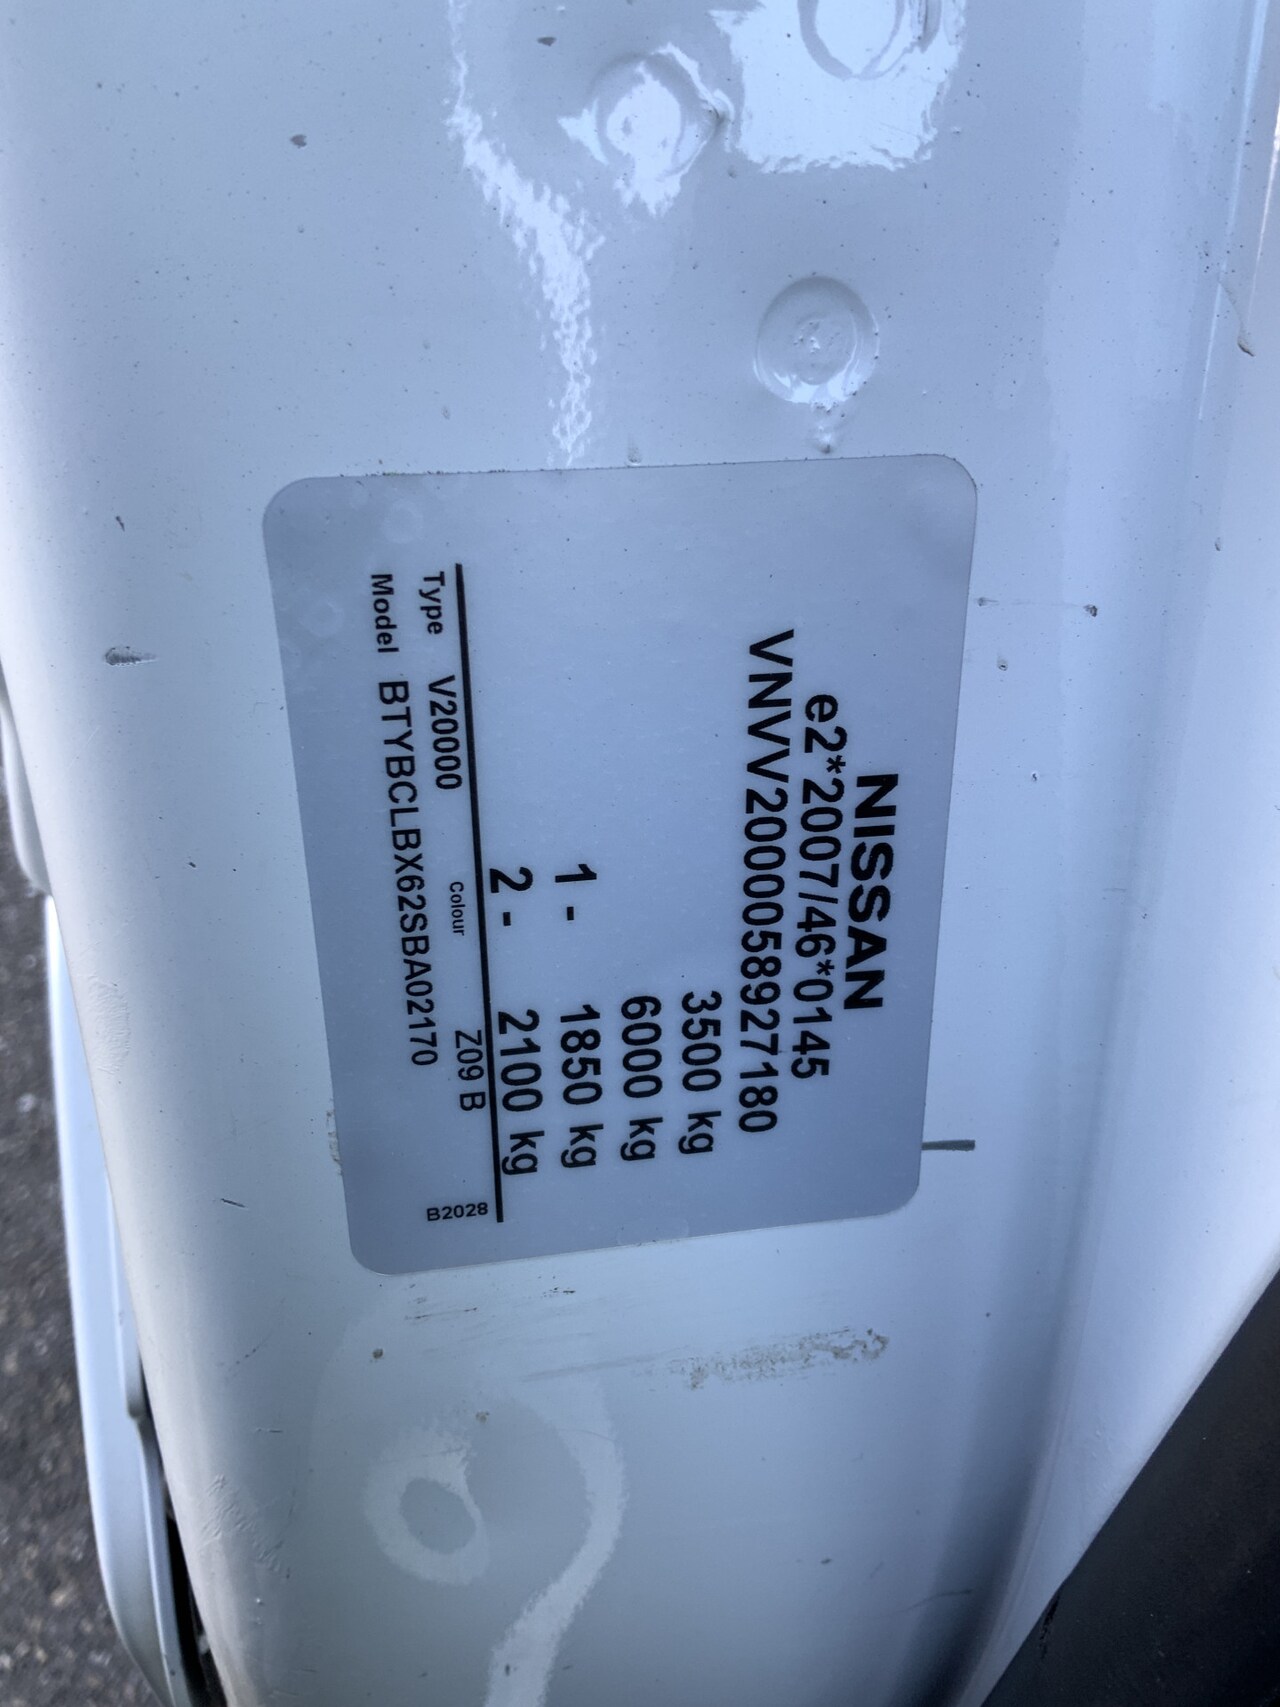 NISSAN
e2*2007/46*0145
VNVV2000058927180
3500 kg
6000 kg
1 - 1850 kg
2 - 2100 kg
Type V20000 colour Z09 B B2028
Model BTYBCLBX62SBA02170